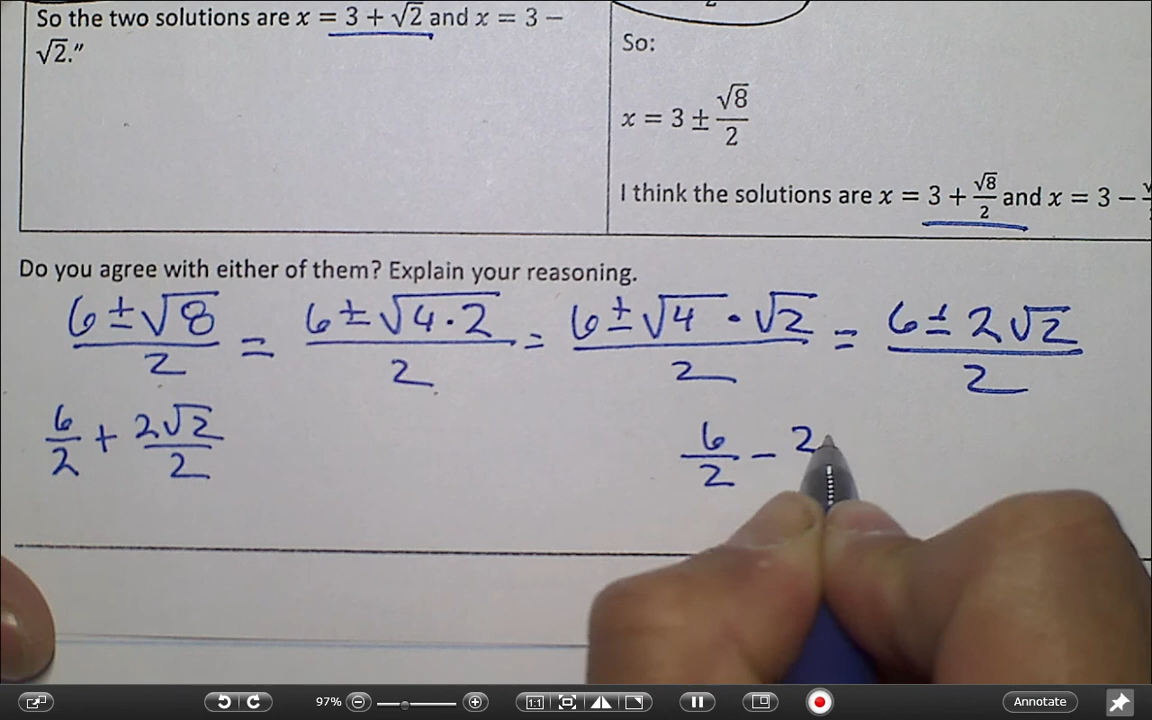 So the two solutions are x = 3 + √2 and x = 3 −
√2."
So:
x = 3 ± √8/2
I think the solutions are x = 3 + √8/2 and x = 3 −
Do you agree with either of them? Explain your reasoning.
6 ± √8 / 2 = 6 ± √4 · 2 / 2 = 6 ± √4 · √2 / 2 = 6 ± 2√2 / 2
6/2 + 2√2/2
6/2 − 2
97%
1:1
Annotate